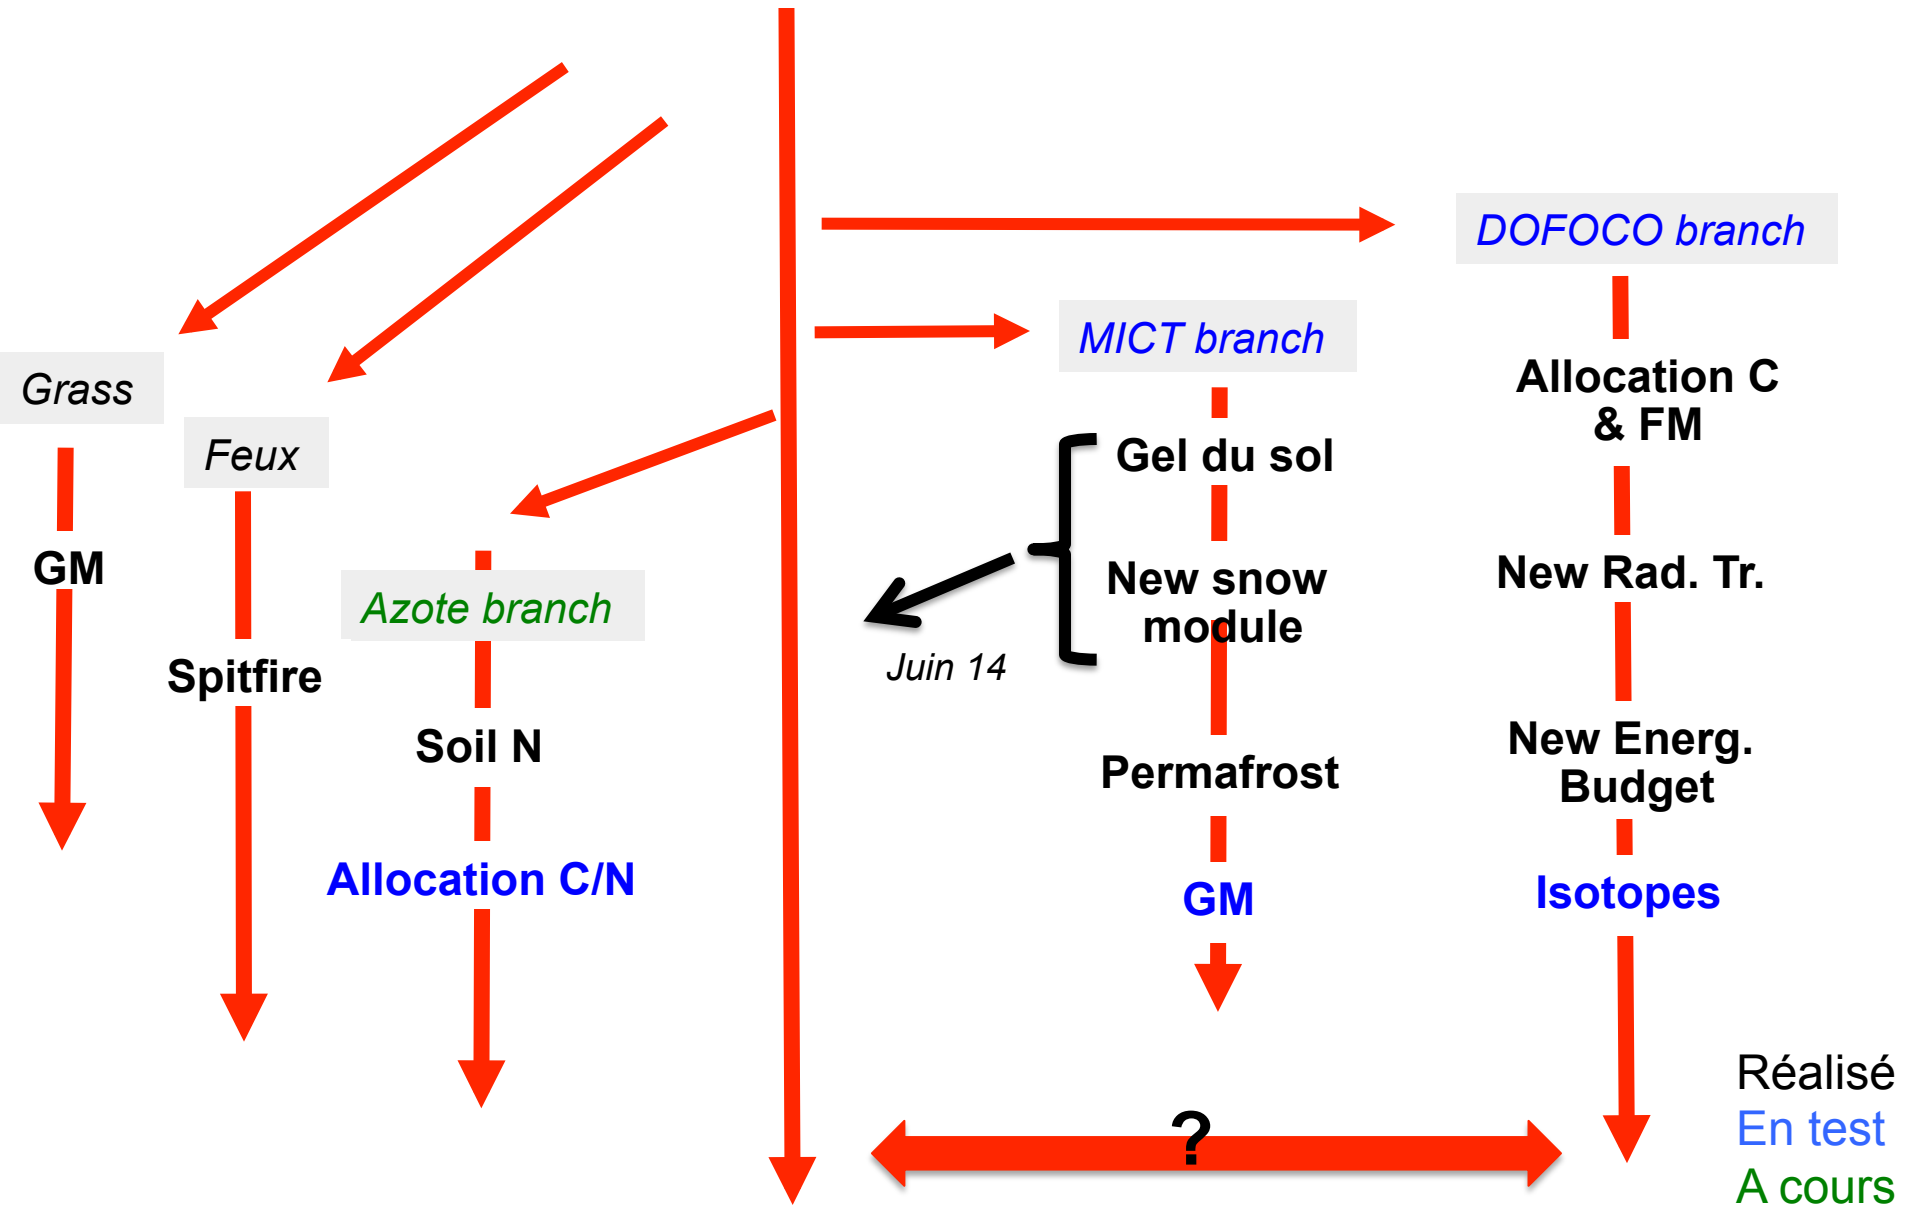 DOFOCO branch
MICT branch
Grass
Allocation C
& FM
Feux
Gel du sol
GM
New Rad. Tr.
New snow
module
Azote branch
Juin 14
Spitfire
Soil N
New Energ.
Budget
Permafrost
Allocation C/N
GM
Isotopes
Réalisé
En test
A cours
?